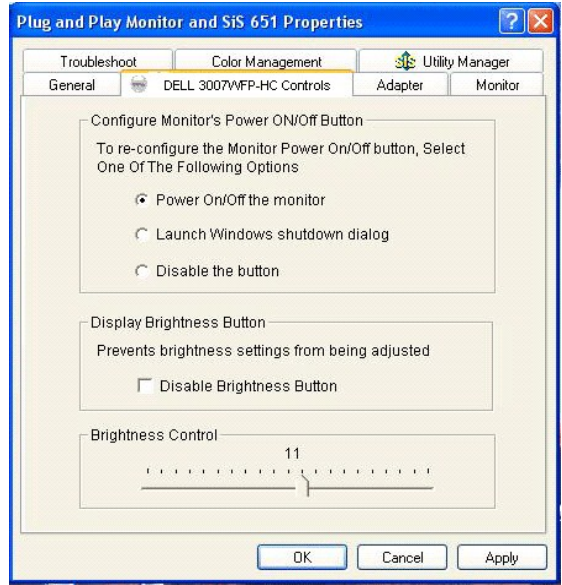 Plug and Play Monitor and SiS 651 Properties
Troubleshoot Color Management SiS Utility Manager
General DELL 3007WFP-HC Controls Adapter Monitor
Configure Monitor's Power ON/Off Button
To re-configure the Monitor Power On/Off button, Select
One Of The Following Options
Power On/Off the monitor
Launch Windows shutdown dialog
Disable the button
Display Brightness Button
Prevents brightness settings from being adjusted
Disable Brightness Button
Brightness Control
11
OK Cancel Apply